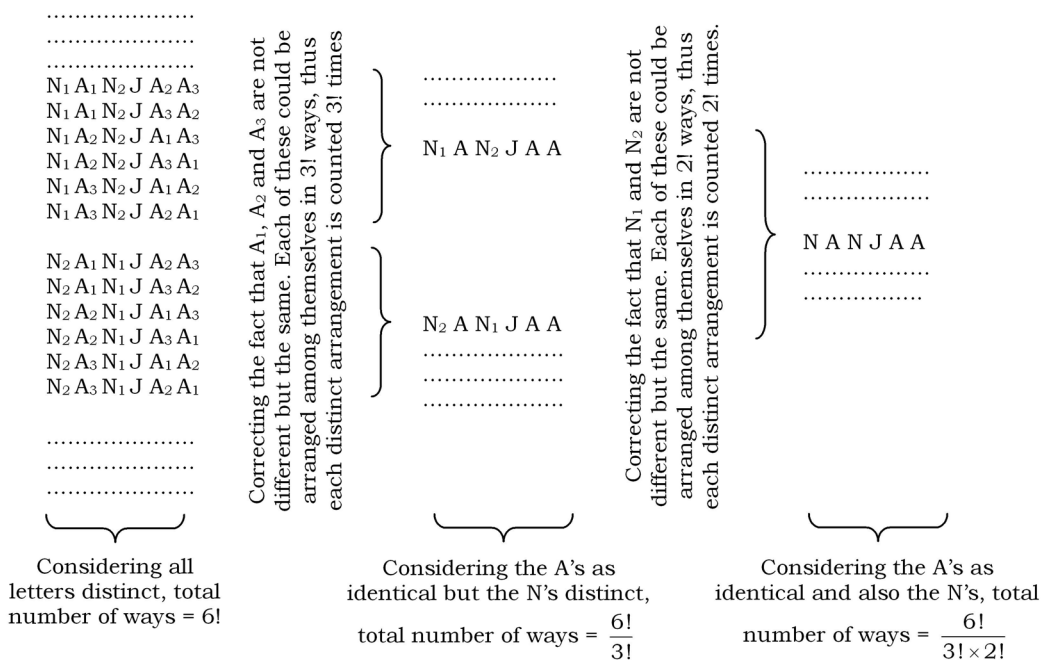 .....................
.....................
.....................
N₁ A₁ N₂ J A₂ A₃
N₁ A₁ N₂ J A₃ A₂
N₁ A₂ N₂ J A₁ A₃
N₁ A₂ N₂ J A₃ A₁
N₁ A₃ N₂ J A₁ A₂
N₁ A₃ N₂ J A₂ A₁
N₂ A₁ N₁ J A₂ A₃
N₂ A₁ N₁ J A₃ A₂
N₂ A₂ N₁ J A₁ A₃
N₂ A₂ N₁ J A₃ A₁
N₂ A₃ N₁ J A₁ A₂
N₂ A₃ N₁ J A₂ A₁
.....................
.....................
.....................
Considering all
letters distinct, total
number of ways = 6!
Correcting the fact that A₁, A₂ and A₃ are not
different but the same. Each of these could be
arranged among themselves in 3! ways, thus
each distinct arrangement is counted 3! times
....................
....................
N₁ A N₂ J A A
N₂ A N₁ J A A
.....................
.....................
.....................
Considering the A's as
identical but the N's distinct,
total number of ways = 6!/3!
Correcting the fact that N₁ and N₂ are not
different but the same. Each of these could be
arranged among themselves in 2! ways, thus
each distinct arrangement is counted 2! times.
...................
...................
N A N J A A
...................
..................
Considering the A's as
identical and also the N's, total
number of ways = 6!/(3! × 2!)